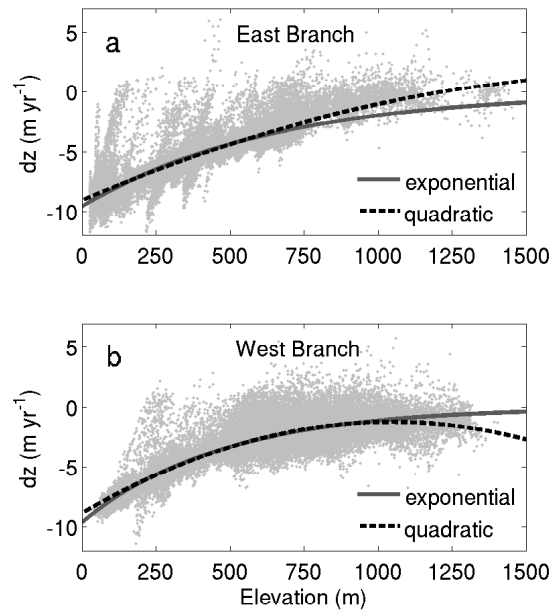 a
East Branch
5
0
-5
-10
dz (m yr-1)
exponential
quadratic
0 250 500 750 1000 1250 1500
b
West Branch
5
0
-5
-10
dz (m yr-1)
exponential
quadratic
0 250 500 750 1000 1250 1500
Elevation (m)